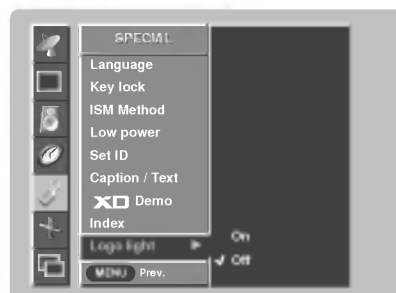 SPECIAL
Language
Key lock
ISM Method
Low power
Set ID
Caption / Text
XD Demo
Index
Logo light
On
Off
MENU Prev.